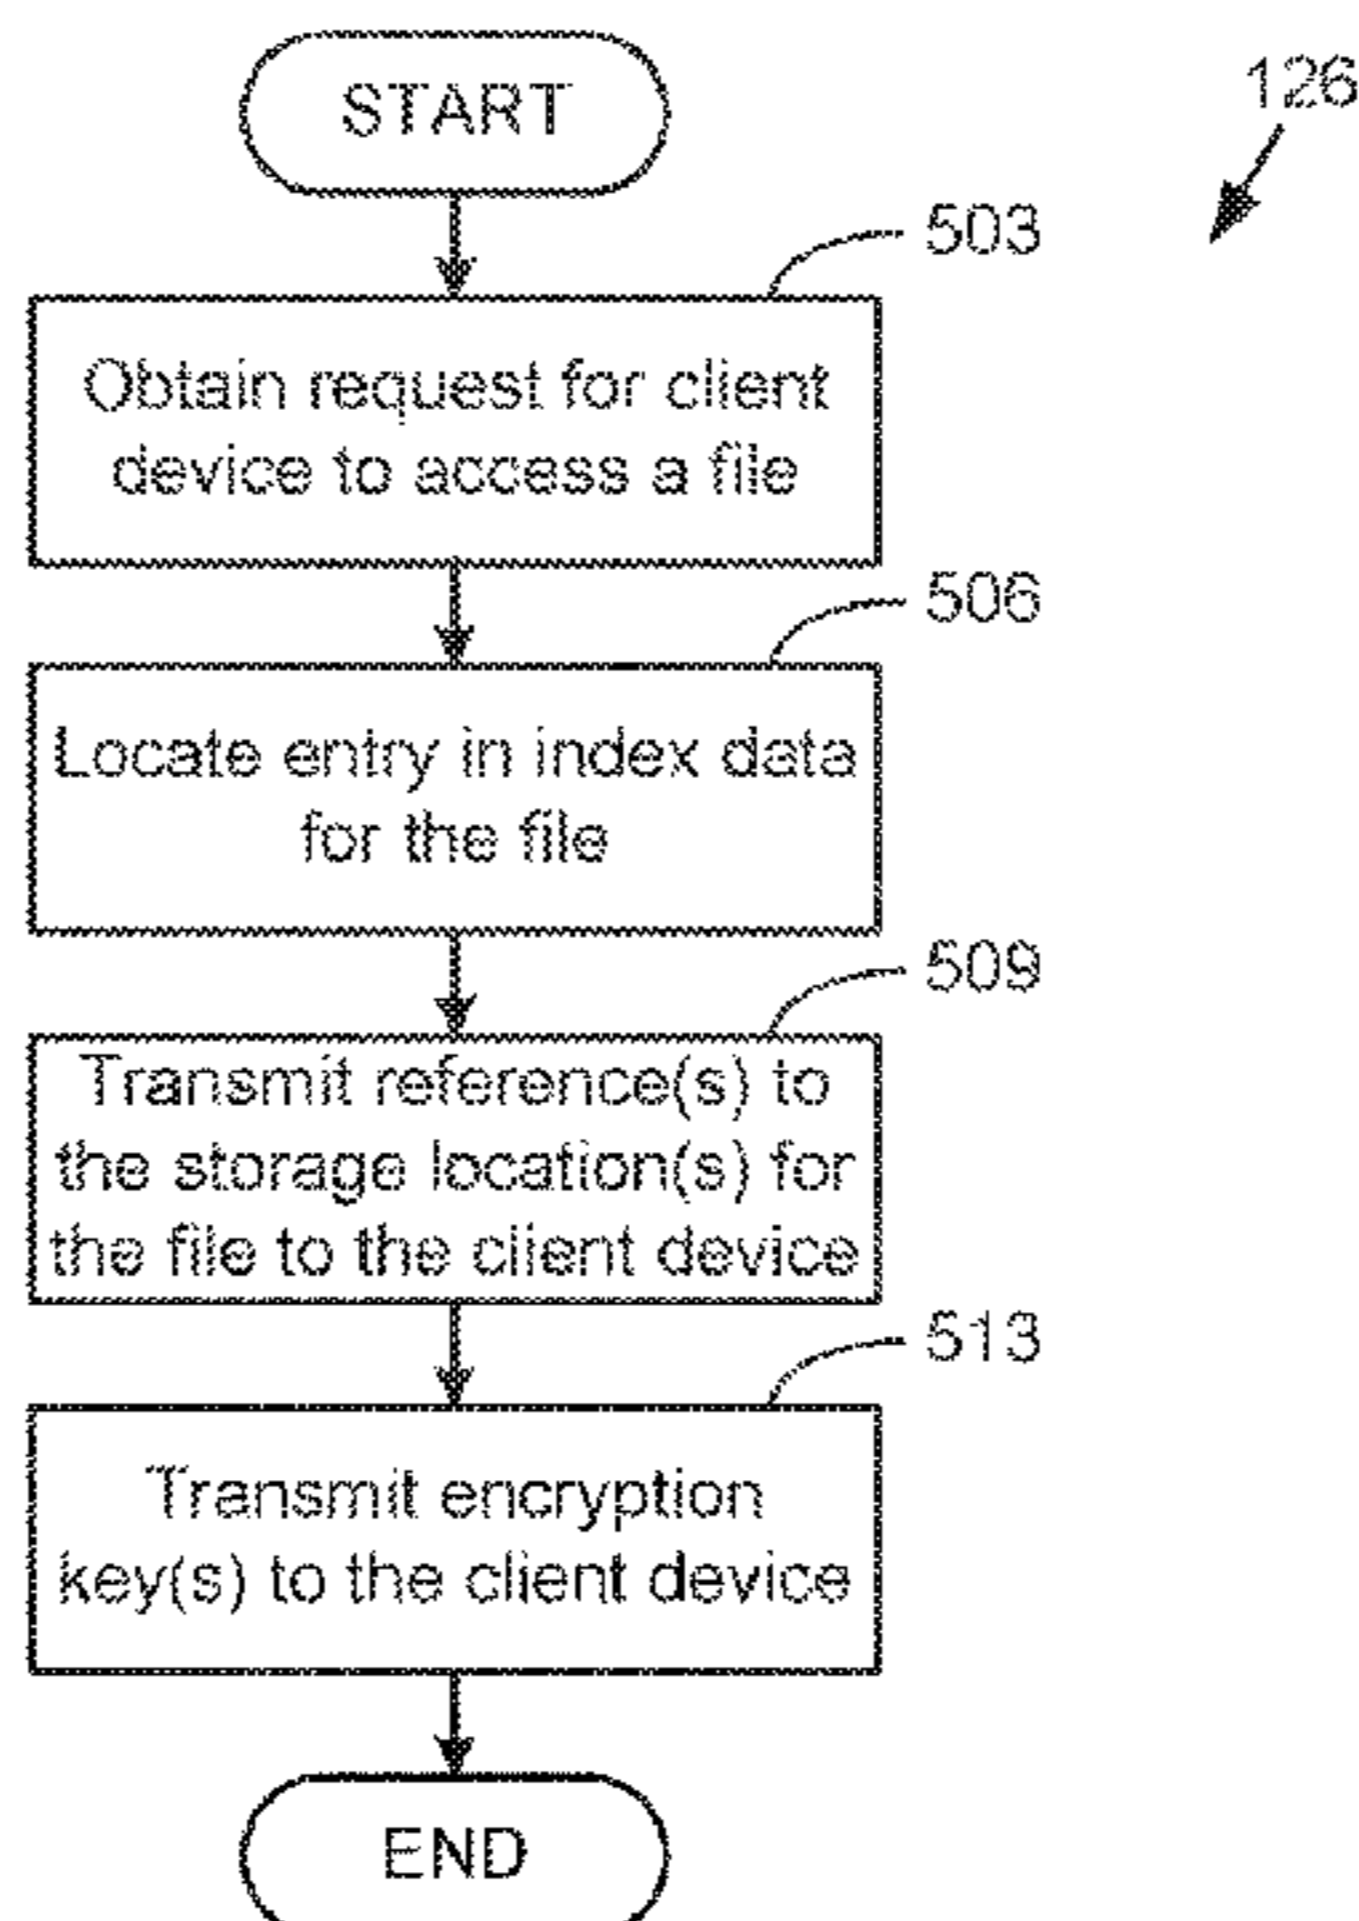 START
126
503
Obtain request for client
device to access a file
506
Locate entry in index data
for the file
509
Transmit reference(s) to
the storage location(s) for
the file to the client device
513
Transmit encryption
key(s) to the client device
END